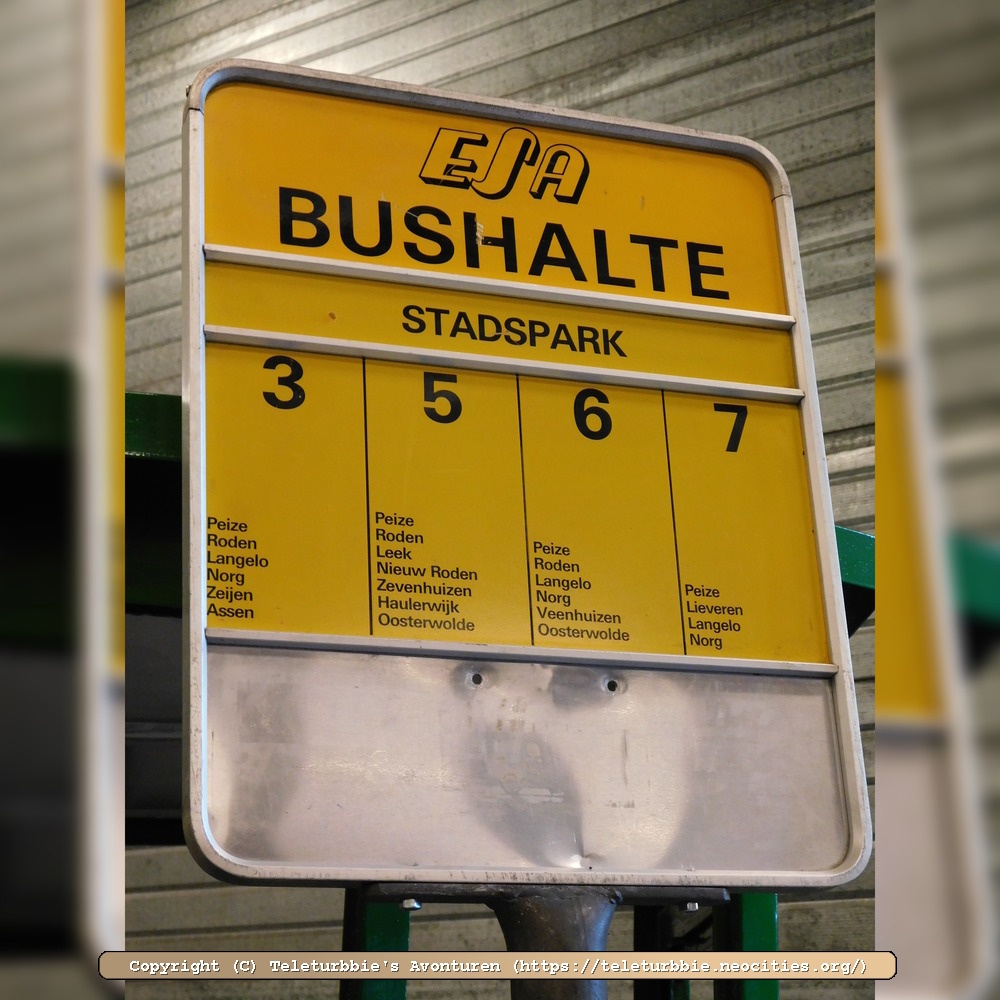 ESA
BUSHALTE
STADSPARK
3
Peize
Roden
Langelo
Norg
Zeijen
Assen
5
Peize
Roden
Leek
Nieuw Roden
Zevenhuizen
Haulerwijk
Oosterwolde
6
Peize
Roden
Langelo
Norg
Veenhuizen
Oosterwolde
7
Peize
Lieveren
Langelo
Norg
Copyright (C) Teleturbbie's Avonturen (https://teleturbbie.neocities.org/)